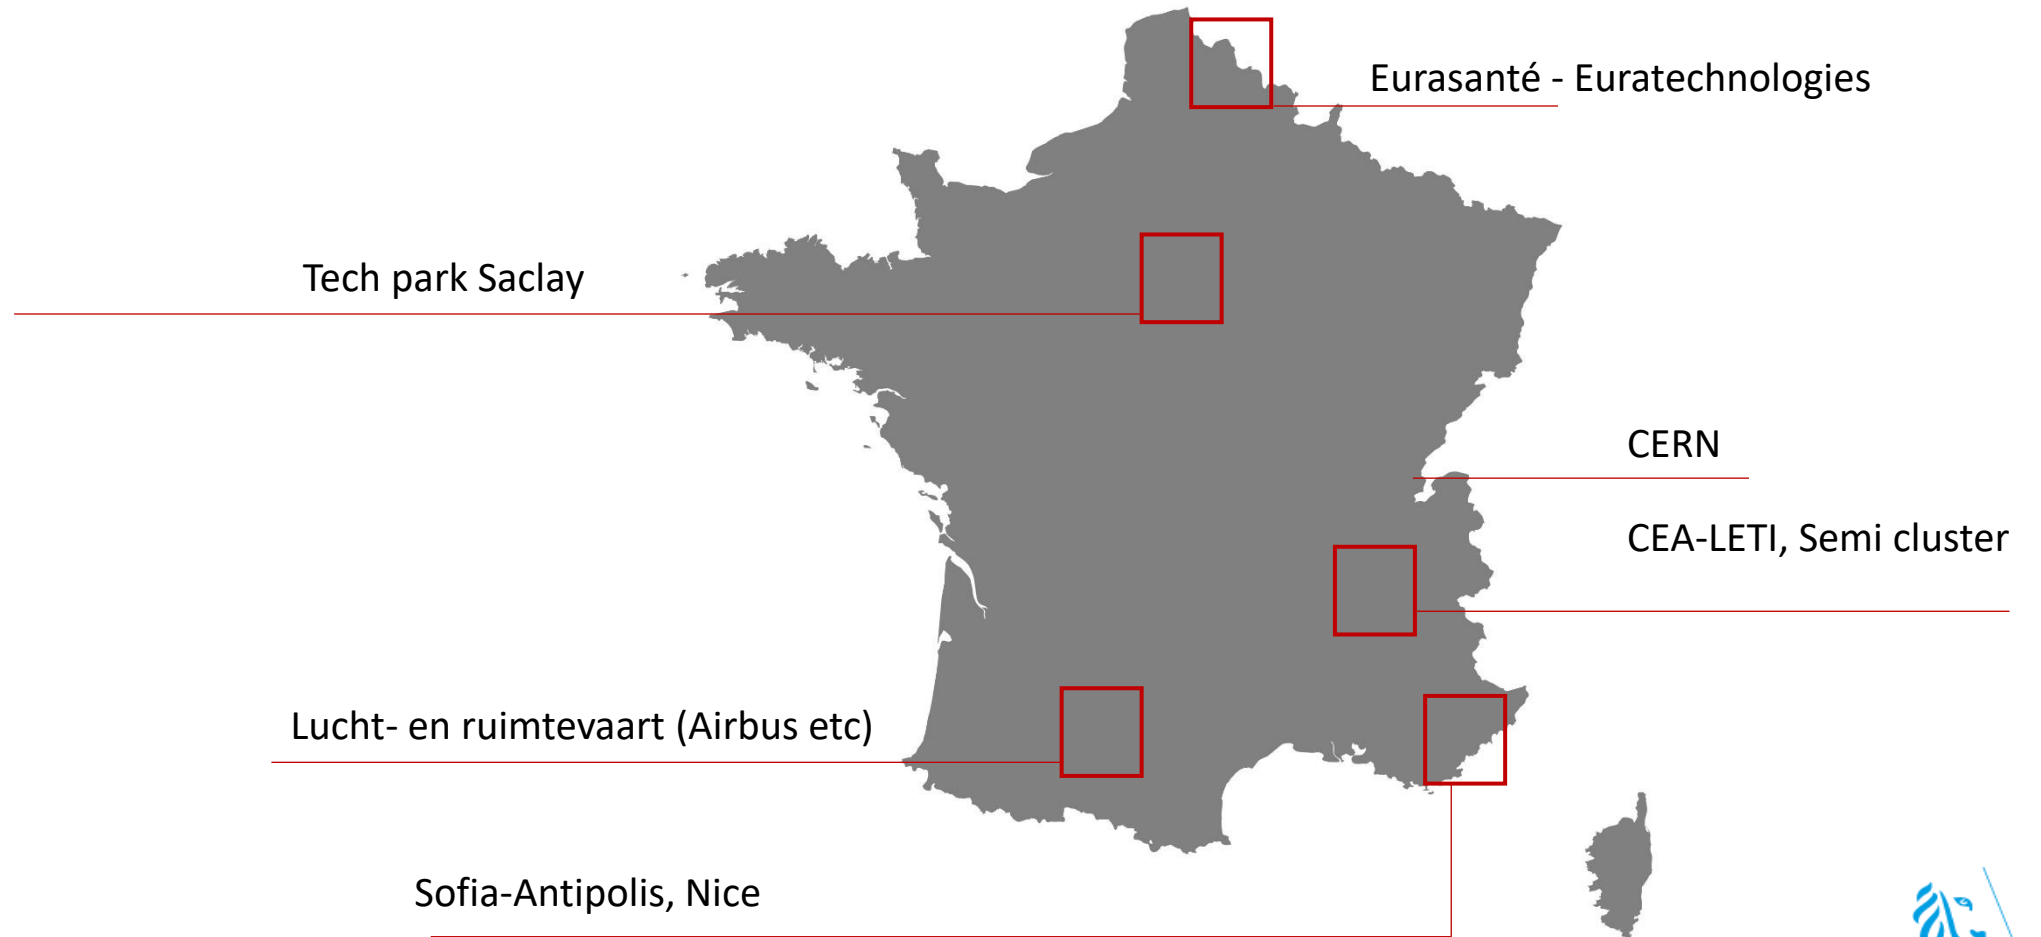 Eurasanté - Euratechnologies
Tech park Saclay
CERN
CEA-LETI, Semi cluster
Lucht- en ruimtevaart (Airbus etc)
Sofia-Antipolis, Nice